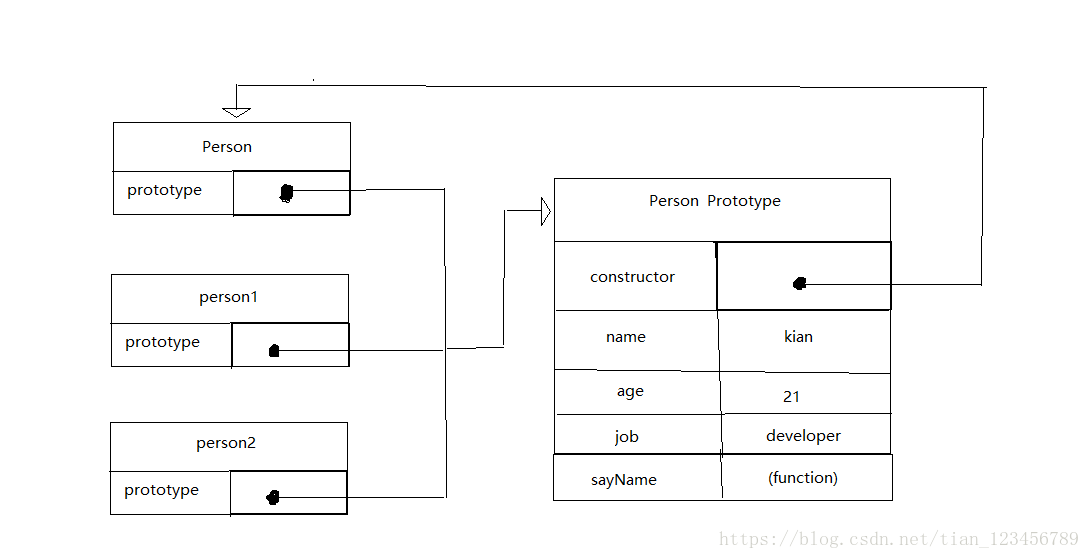 Person
prototype
person1
prototype
person2
prototype
Person Prototype
constructor
name kian
age 21
job developer
sayName (function)
https://blog.csdn.net/tian_123456789